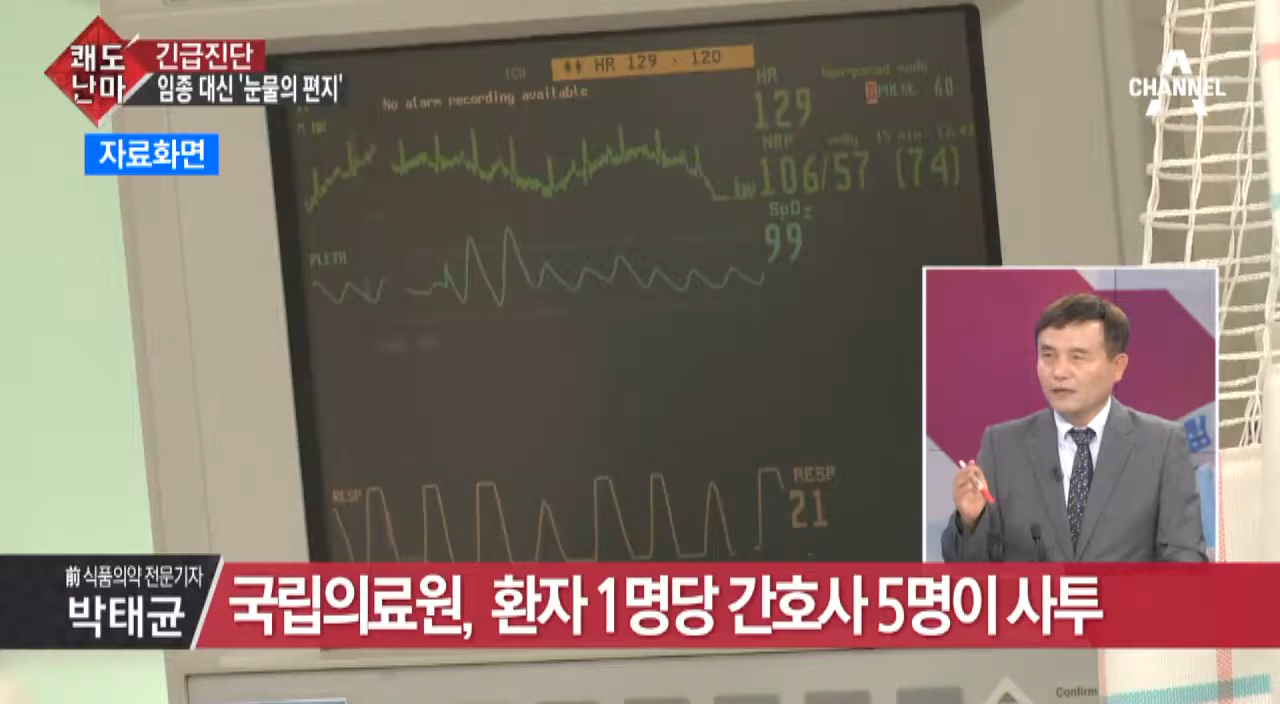 쾌도
난마
긴급진단
임종 대신 '눈물의 편지'
자료화면
CHANNEL
HR 129 > 120
No alarm recording available
HR
129
PULSE 60
NBP
106/57 (74)
SpO2
99
PLETH
RESP
RESP
21
前 식품의약 전문기자
박태균
국립의료원, 환자 1명당 간호사 5명이 사투
Confirm